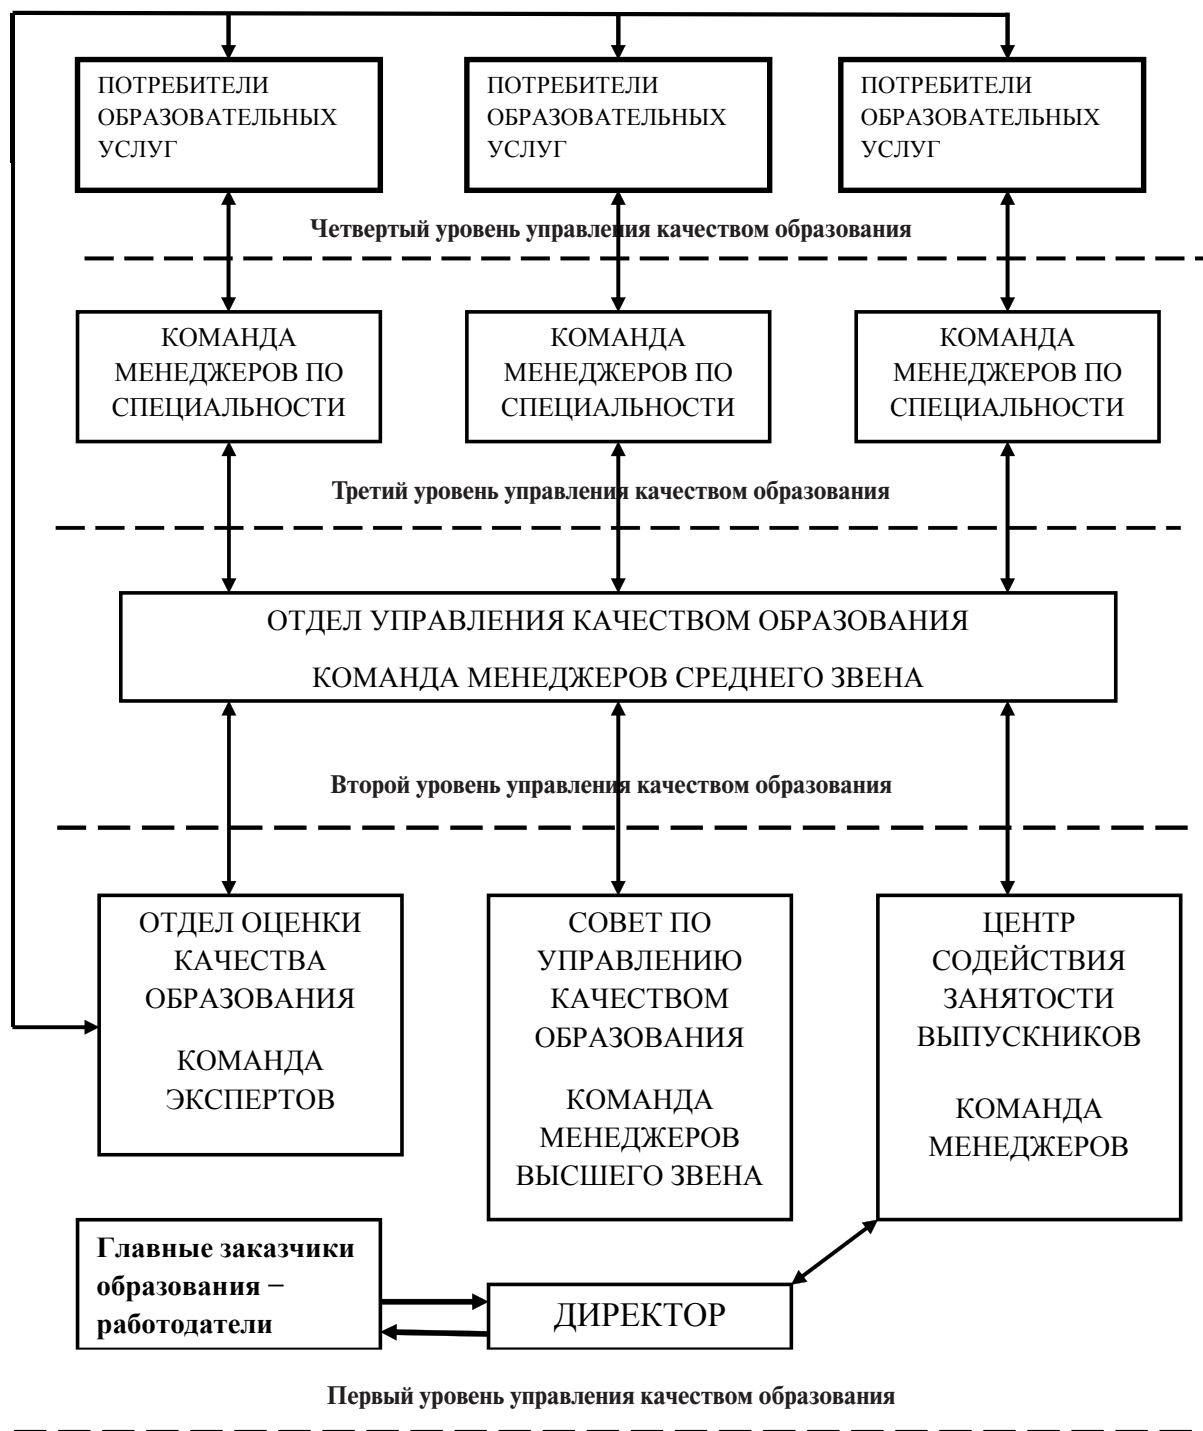 ПОТРЕБИТЕЛИ
ОБРАЗОВАТЕЛЬНЫХ
УСЛУГ
ПОТРЕБИТЕЛИ
ОБРАЗОВАТЕЛЬНЫХ
УСЛУГ
ПОТРЕБИТЕЛИ
ОБРАЗОВАТЕЛЬНЫХ
УСЛУГ
Четвертый уровень управления качеством образования
КОМАНДА
МЕНЕДЖЕРОВ ПО
СПЕЦИАЛЬНОСТИ
КОМАНДА
МЕНЕДЖЕРОВ ПО
СПЕЦИАЛЬНОСТИ
КОМАНДА
МЕНЕДЖЕРОВ ПО
СПЕЦИАЛЬНОСТИ
Третий уровень управления качеством образования
ОТДЕЛ УПРАВЛЕНИЯ КАЧЕСТВОМ ОБРАЗОВАНИЯ
КОМАНДА МЕНЕДЖЕРОВ СРЕДНЕГО ЗВЕНА
Второй уровень управления качеством образования
ОТДЕЛ ОЦЕНКИ
КАЧЕСТВА
ОБРАЗОВАНИЯ
КОМАНДА
ЭКСПЕРТОВ
СОВЕТ ПО
УПРАВЛЕНИЮ
КАЧЕСТВОМ
ОБРАЗОВАНИЯ
КОМАНДА
МЕНЕДЖЕРОВ
ВЫСШЕГО ЗВЕНА
ЦЕНТР
СОДЕЙСТВИЯ
ЗАНЯТОСТИ
ВЫПУСКНИКОВ
КОМАНДА
МЕНЕДЖЕРОВ
Главные заказчики
образования –
работодатели
ДИРЕКТОР
Первый уровень управления качеством образования